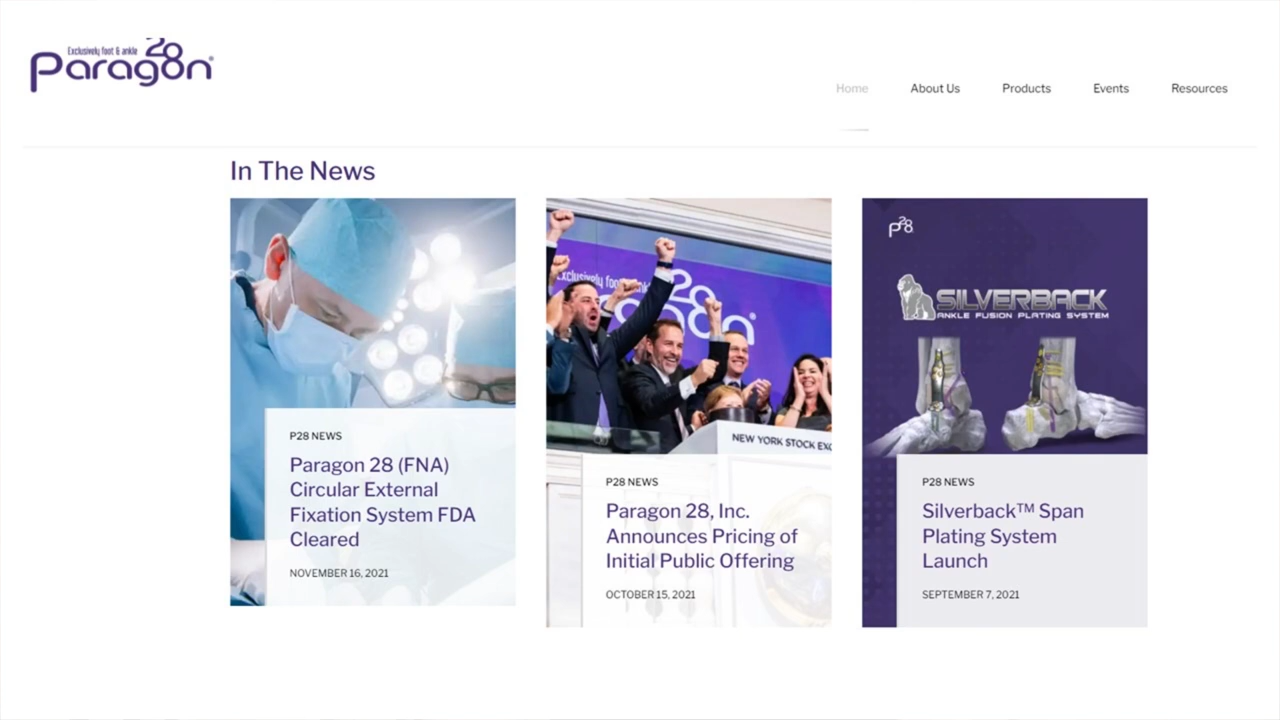 Exclusively foot & ankle
Paragon 28®
Home
About Us
Products
Events
Resources
In The News
P28 NEWS
Paragon 28 (FNA)
Circular External
Fixation System FDA
Cleared
NOVEMBER 16, 2021
Exclusively foot
28
NEW YORK STOCK EXC
P28 NEWS
Paragon 28, Inc.
Announces Pricing of
Initial Public Offering
OCTOBER 15, 2021
P28
SILVERBACK
ANKLE FUSION PLATING SYSTEM
P28 NEWS
Silverback™ Span
Plating System
Launch
SEPTEMBER 7, 2021